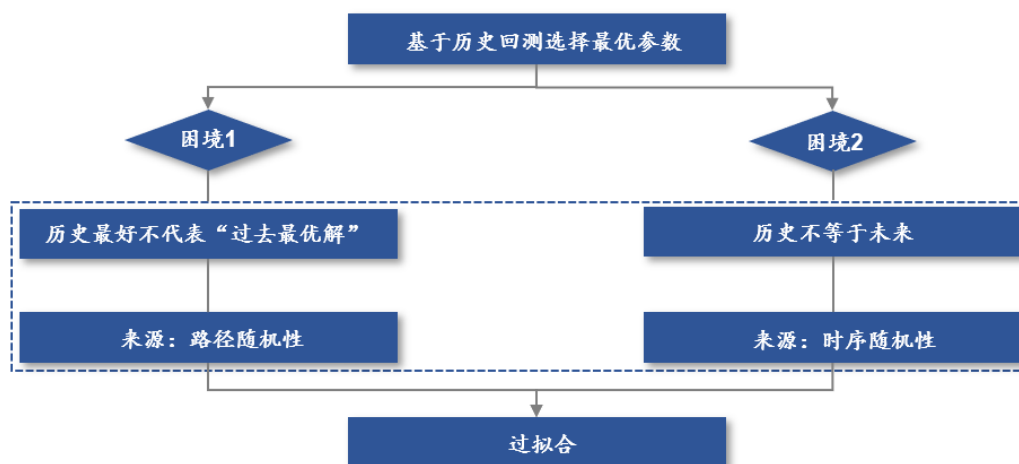 基于历史回测选择最优参数
困境1
困境2
历史最好不代表“过去最优解”
历史不等于未来
来源：路径随机性
来源：时序随机性
过拟合